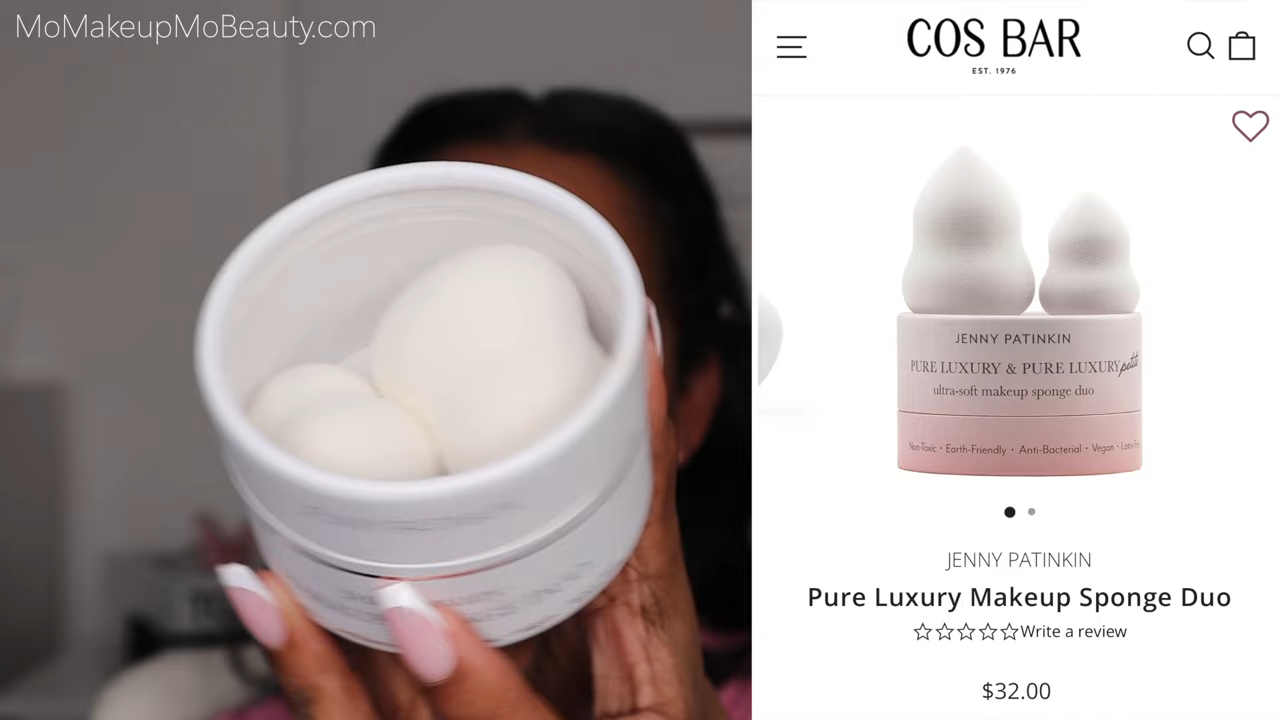 MoMakeupMoBeauty.com
COS BAR
EST. 1976
JENNY PATINKIN
PURE LUXURY & PURE LUXURY petite
ultra-soft makeup sponge duo
Non-Toxic • Earth-Friendly • Anti-Bacterial • Vegan • Latex
JENNY PATINKIN
Pure Luxury Makeup Sponge Duo
Write a review
$32.00